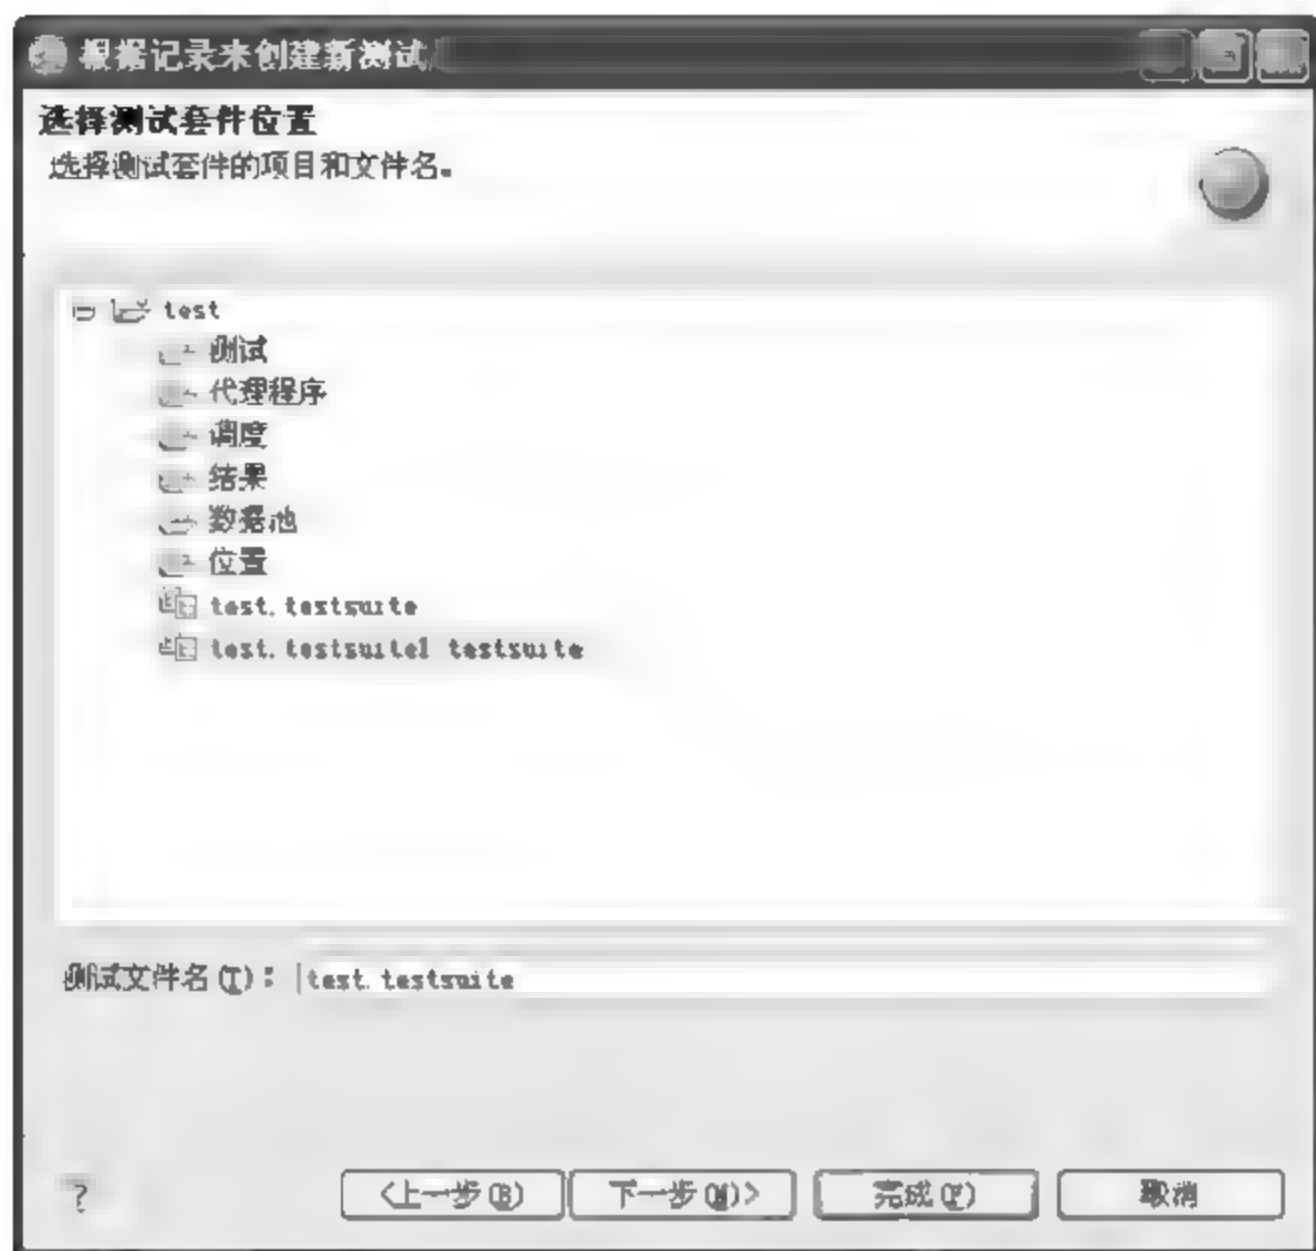 根据记录来创建新测试
选择测试套件位置
选择测试套件的项目和文件名。
test
测试
代理程序
调度
结果
数据池
位置
test.testsuite
test.testsuite1 testsuite
测试文件名(T): test.testsuite
?
<上一步(B) 下一步(N)> 完成(F) 取消